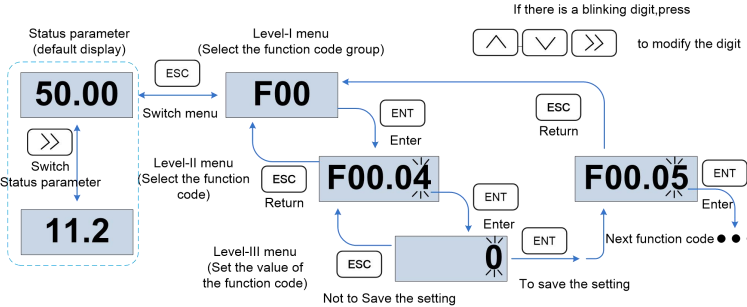 If there is a blinking digit,press
to modify the digit
Status parameter
(default display)
Level-I menu
(Select the function code group)
ESC
50.00
F00
Switch menu
ENT
Enter
ESC
Return
Switch
Status parameter
Level-II menu
(Select the function
code)
ESC
Return
F00.04
F00.05
ENT
Enter
ENT
Enter
Next function code
11.2
Level-III menu
(Set the value of
the function code)
ESC
0
ENT
Not to Save the setting
To save the setting